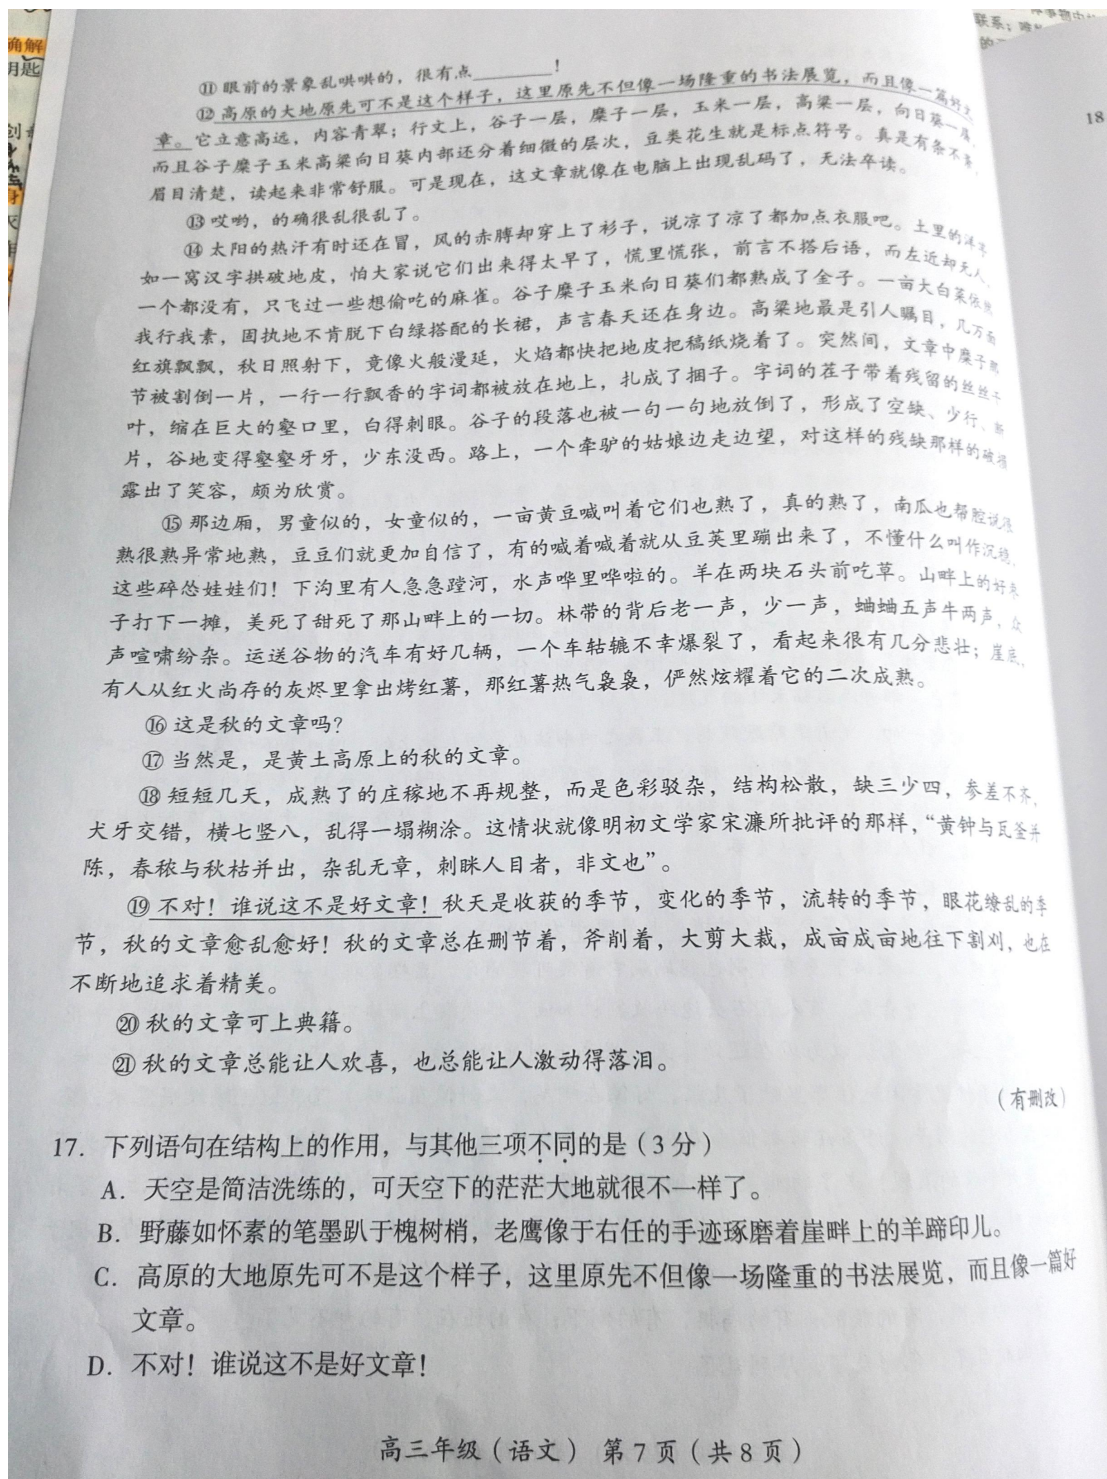 确解
月匙
创
联系；
18
⑪眼前的景象乱哄哄的，很有点________！
⑫高原的大地原先可不是这个样子，这里原先不但像一场隆重的书法展览，而且像一篇好文
章。它立意高远，内容青翠；行文上，谷子一层，糜子一层，玉米一层，高粱一层，向日葵一层，
而且谷子糜子玉米高粱向日葵内部还分着细微的层次，豆类花生就是标点符号。真是有条不紊，
眉目清楚，读起来非常舒服。可是现在，这文章就像在电脑上出现乱码了，无法卒读。
⑬哎哟，的确很乱很乱了。
⑭太阳的热汗有时还在冒，风的赤膊却穿上了衫子，说凉了凉了都加点衣服吧。土里的洋芋
如一窝汉字拱破地皮，怕大家说它们出来得太早了，慌里慌张，前言不搭后语，而左近却无人，
一个都没有，只飞过一些想偷吃的麻雀。谷子糜子玉米向日葵们都熟成了金子。一亩大白菜依然
我行我素，固执地不肯脱下白绿搭配的长裙，声言春天还在身边。高粱地最是引人瞩目，几万面
红旗飘飘，秋日照射下，竟像火般漫延，火焰都快把地皮把稿纸烧着了。突然间，文章中糜子那
节被割倒一片，一行一行飘香的字词都被放在地上，扎成了捆子。字词的茬子带着残留的丝丝干
叶，缩在巨大的壑口里，白得刺眼。谷子的段落也被一句一句地放倒了，形成了空缺、少行、断
片，谷地变得壑壑牙牙，少东没西。路上，一个牵驴的姑娘边走边望，对这样的残缺那样的破损
露出了笑容，颇为欣赏。
⑮那边厢，男童似的，女童似的，一亩黄豆喊叫着它们也熟了，真的熟了，南瓜也帮腔说很
熟很熟异常地熟，豆豆们就更加自信了，有的喊着喊着就从豆荚里蹦出来了，不懂什么叫作沉稳，
这些碎怂娃娃们！下沟里有人急急蹚河，水声哗里哗啦的。羊在两块石头前吃草。山畔上的好枣
子打下一摊，美死了甜死了那山畔上的一切。林带的背后老一声，少一声，蛐蛐五声牛两声，众
声喧啸纷杂。运送谷物的汽车有好几辆，一个车轱辘不幸爆裂了，看起来很有几分悲壮；崖底，
有人从红火尚存的灰烬里拿出烤红薯，那红薯热气袅袅，俨然炫耀着它的二次成熟。
⑯这是秋的文章吗？
⑰当然是，是黄土高原上的秋的文章。
⑱短短几天，成熟了的庄稼地不再规整，而是色彩驳杂，结构松散，缺三少四，参差不齐，
犬牙交错，横七竖八，乱得一塌糊涂。这情状就像明初文学家宋濂所批评的那样，“黄钟与瓦釜并
陈，春秾与秋枯并出，杂乱无章，刺眯人目者，非文也”。
⑲不对！谁说这不是好文章！秋天是收获的季节，变化的季节，流转的季节，眼花缭乱的季
节，秋的文章愈乱愈好！秋的文章总在删节着，斧削着，大剪大裁，成亩成亩地往下割刈，也在
不断地追求着精美。
⑳秋的文章可上典籍。
㉑秋的文章总能让人欢喜，也总能让人激动得落泪。
（有删改）
17．下列语句在结构上的作用，与其他三项不同的是（3分）
A．天空是简洁洗练的，可天空下的茫茫大地就很不一样了。
B．野藤如怀素的笔墨趴于槐树梢，老鹰像于右任的手迹琢磨着崖畔上的羊蹄印儿。
C．高原的大地原先可不是这个样子，这里原先不但像一场隆重的书法展览，而且像一篇好
文章。
D．不对！谁说这不是好文章！
高三年级（语文） 第7页（共8页）